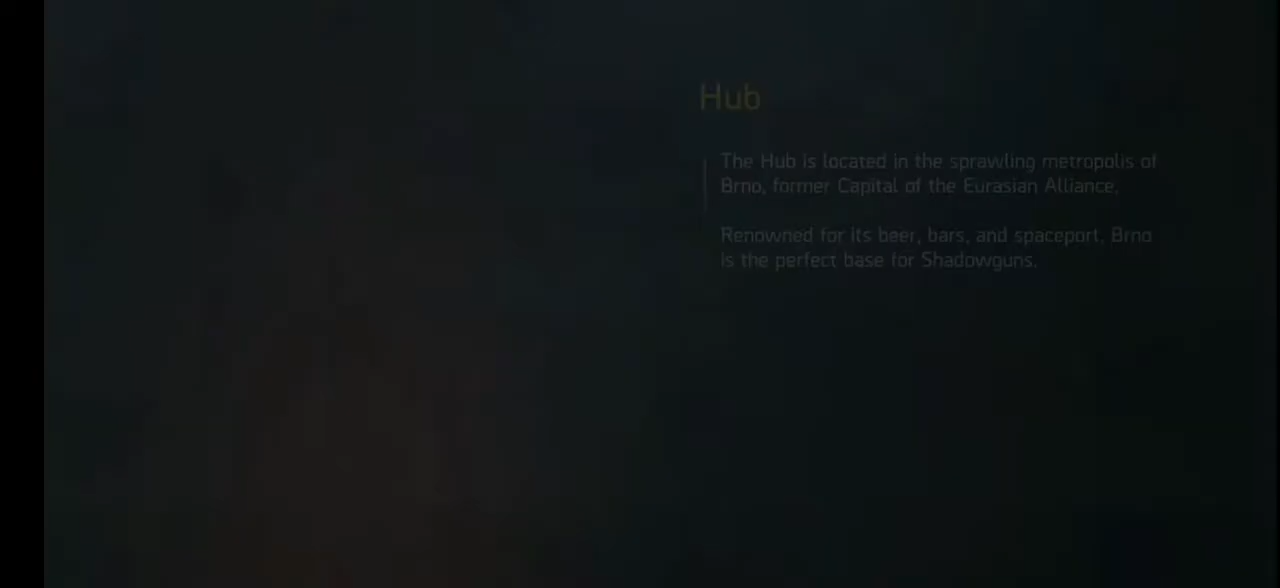 Hub
The Hub is located in the sprawling metropolis of
Brno, former Capital of the Eurasian Alliance.
Renowned for its beer, bars, and spaceport, Brno
is the perfect base for Shadowguns.